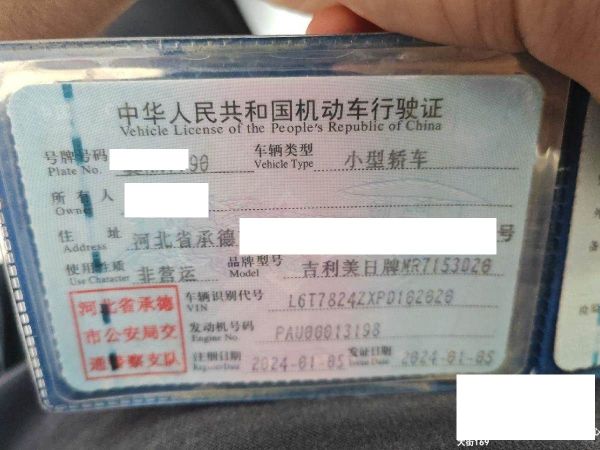 中华人民共和国机动车行驶证
Vehicle License of the People's Republic of China
号牌号码 90 车辆类型 小型轿车
Plate No. Vehicle Type
所有人
Owner
住址 河北省承德 号
Address
使用性质 非营运 品牌型号 吉利美日牌MR7153D20
Use Character Model
河北省承德 车辆识别代号 L6T7824ZXPD162020
市公安局交 VIN
通警察支队 发动机号码 PAU00013198
Engine No.
注册日期 2024-01-05 发证日期 2024-01-05
Register Date Issue Date
心
大街169